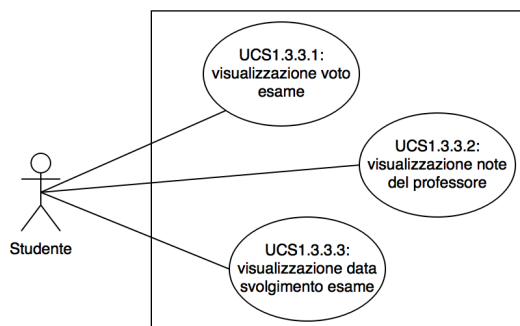 UCS1.3.3.1:
visualizzazione voto
esame
UCS1.3.3.2:
visualizzazione note
del professore
Studente
UCS1.3.3.3:
visualizzazione data
svolgimento esame